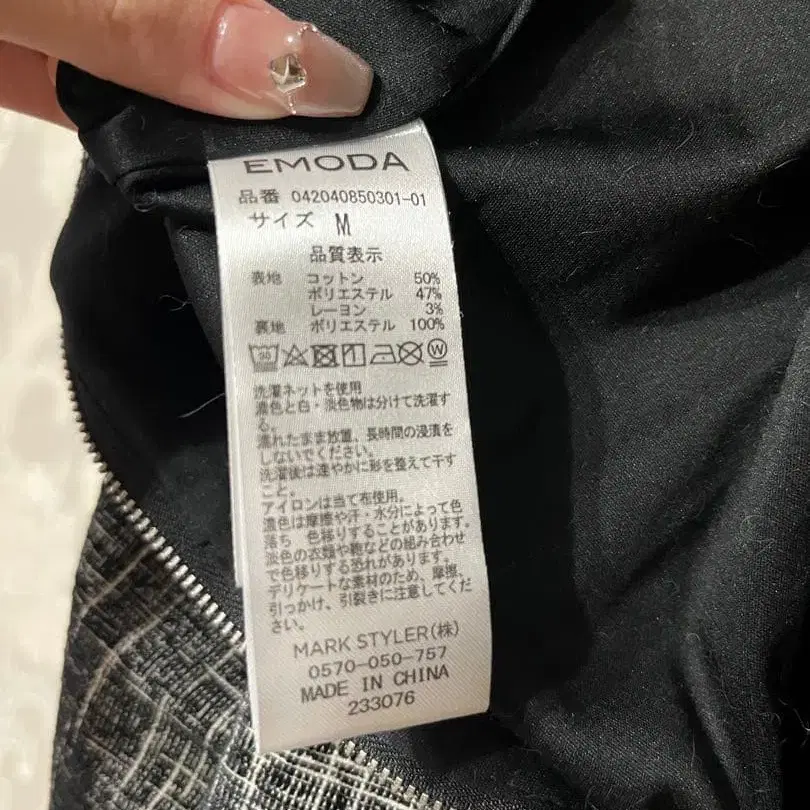 EMODA
品番 042040850301-01
サイズ M
品質表示
表地 コットン 50%
ポリエステル 47%
レーヨン 3%
裏地 ポリエステル 100%
洗濯ネットを使用
濃色と白・淡色物は分けて洗濯す
る。
濡れたまま放置、長時間の浸漬を
しないでください。
洗濯後は速やかに形を整えて干す
こと。
アイロンは当て布使用。
濃色は摩擦や汗・水分によって色
落ち 色移りすることがあります。
淡色の衣類や鞄などの組み合わせ
で色移りする恐れがあります。
デリケートな素材のため、摩擦、
引っかけ、引裂きに注意してくだ
さい。
MARK STYLER(株)
0570-050-757
MADE IN CHINA
233076